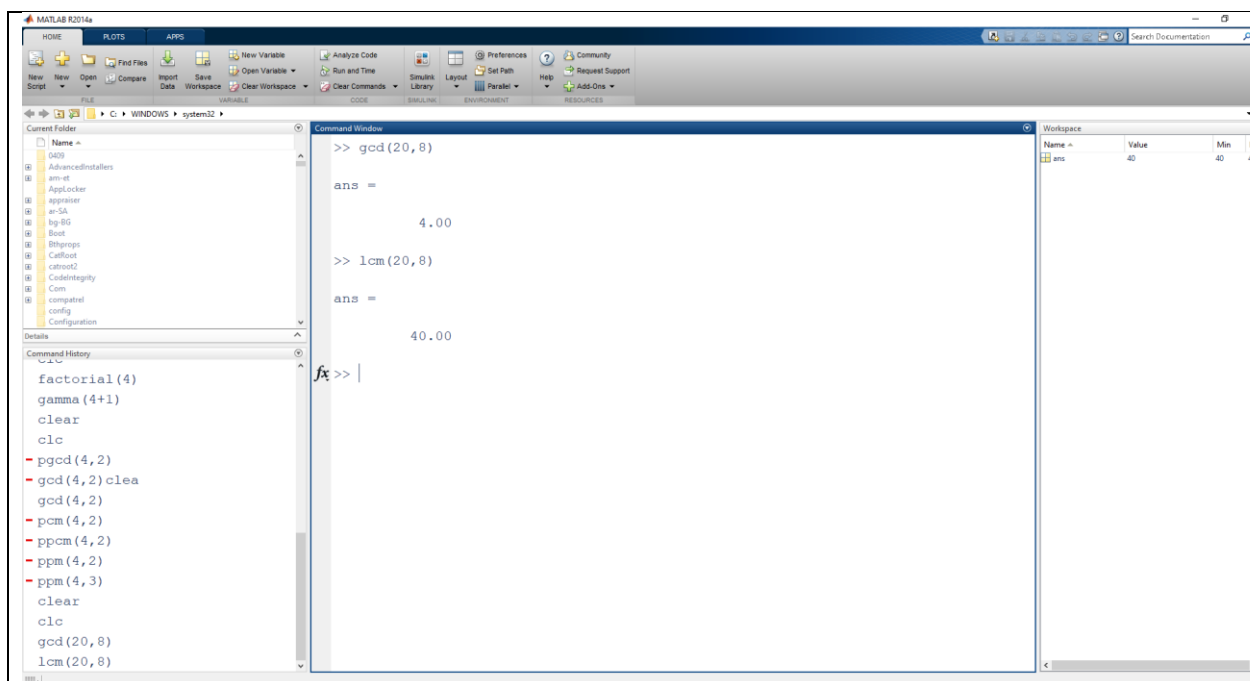 MATLAB R2014a
HOME PLOTS APPS
Search Documentation
New Script
New
Open
Find Files
Compare
Import Data
Save Workspace
New Variable
Open Variable
Clear Workspace
Analyze Code
Run and Time
Clear Commands
Simulink Library
Layout
Preferences
Set Path
Parallel
Help
Community
Request Support
Add-Ons
FILE VARIABLE CODE SIMULINK ENVIRONMENT RESOURCES
C: WINDOWS system32
Current Folder
Name
0409
AdvancedInstallers
am-et
AppLocker
appraiser
ar-SA
bg-BG
Boot
Bthprops
CatRoot
catroot2
CodeIntegrity
Com
compatrel
config
Configuration
Details
Command History
clc
factorial(4)
gamma(4+1)
clear
clc
pgcd(4,2)
gcd(4,2)clea
gcd(4,2)
pcm(4,2)
ppcm(4,2)
ppm(4,2)
ppm(4,3)
clear
clc
gcd(20,8)
lcm(20,8)
Command Window
>> gcd(20,8)
ans =
4.00
>> lcm(20,8)
ans =
40.00
fx >>
Workspace
Name Value Min
ans 40 40